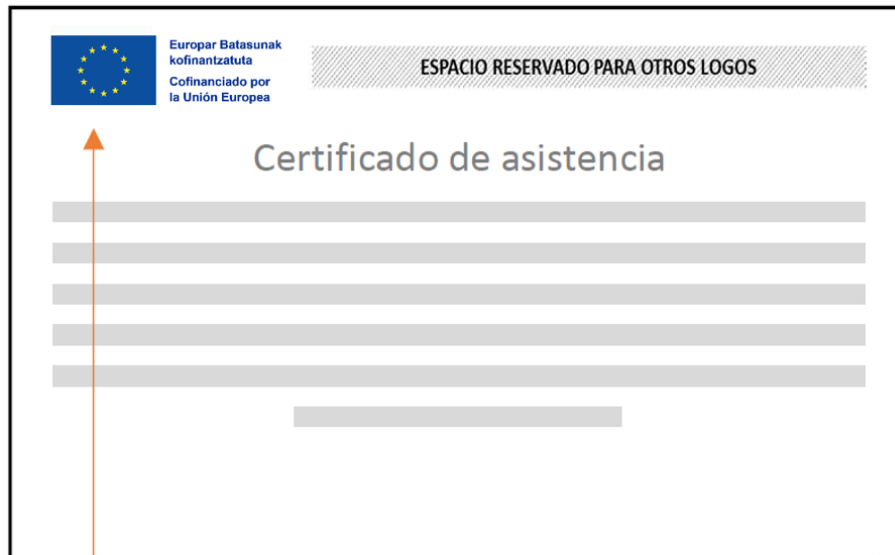 Europar Batasunak
kofinantzatuta
Cofinanciado por
la Unión Europea
ESPACIO RESERVADO PARA OTROS LOGOS
Certificado de asistencia